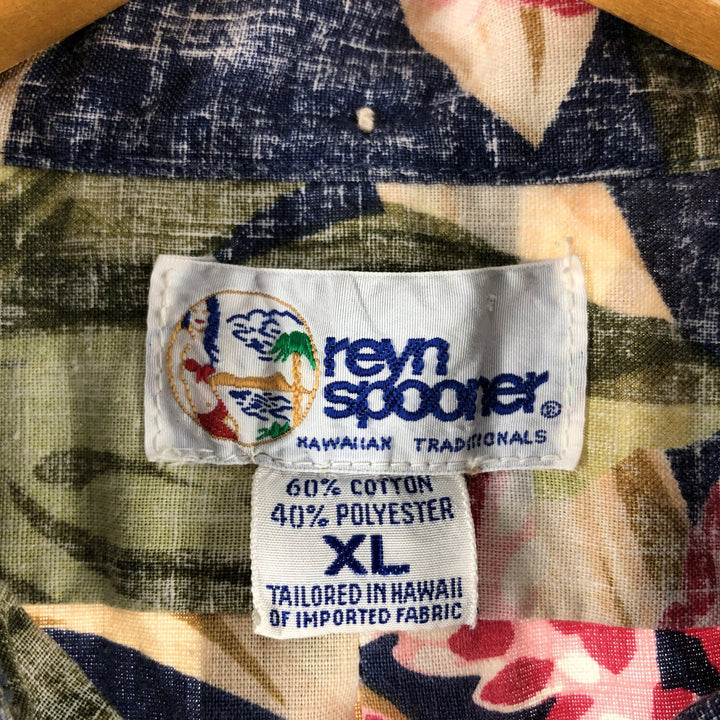 reyn
spooner®
HAWAIIAN TRADITIONALS
60% COTTON
40% POLYESTER
XL
TAILORED IN HAWAII
OF IMPORTED FABRIC